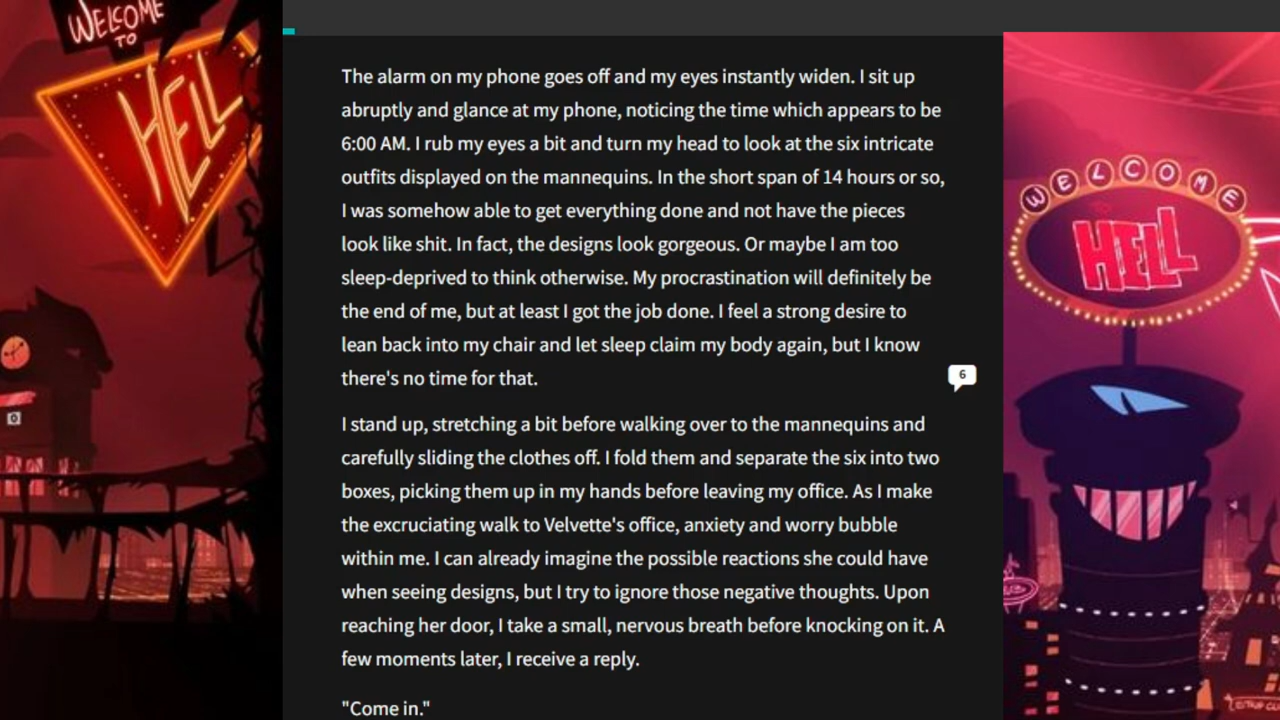 WELCOME
TO
HELL
The alarm on my phone goes off and my eyes instantly widen. I sit up
abruptly and glance at my phone, noticing the time which appears to be
6:00 AM. I rub my eyes a bit and turn my head to look at the six intricate
outfits displayed on the mannequins. In the short span of 14 hours or so,
I was somehow able to get everything done and not have the pieces
look like shit. In fact, the designs look gorgeous. Or maybe I am too
sleep-deprived to think otherwise. My procrastination will definitely be
the end of me, but at least I got the job done. I feel a strong desire to
lean back into my chair and let sleep claim my body again, but I know
there's no time for that.
6
I stand up, stretching a bit before walking over to the mannequins and
carefully sliding the clothes off. I fold them and separate the six into two
boxes, picking them up in my hands before leaving my office. As I make
the excruciating walk to Velvette's office, anxiety and worry bubble
within me. I can already imagine the possible reactions she could have
when seeing designs, but I try to ignore those negative thoughts. Upon
reaching her door, I take a small, nervous breath before knocking on it. A
few moments later, I receive a reply.
"Come in."
WELCOME
HELL